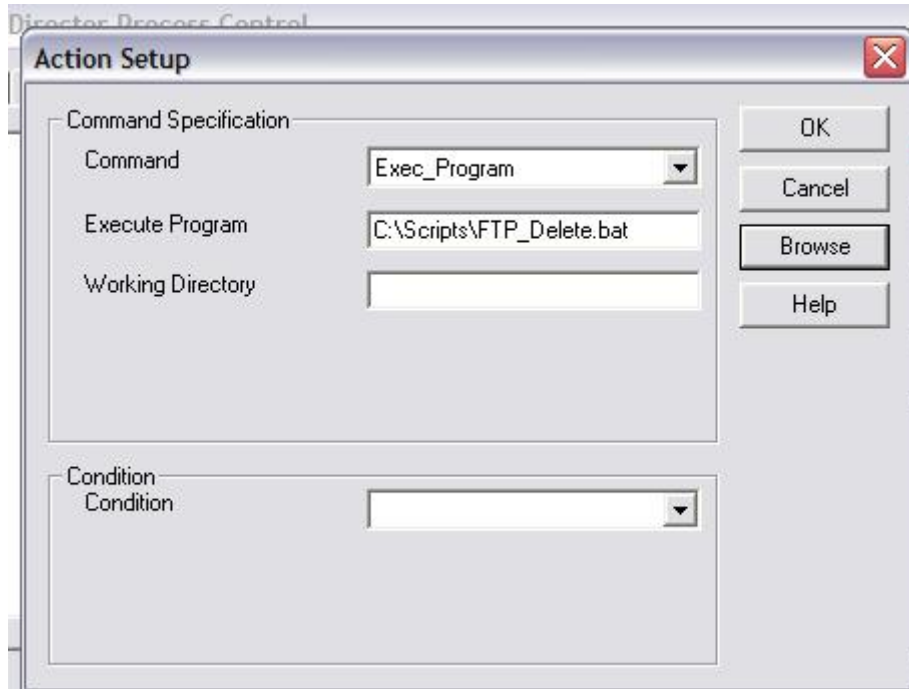 Director Process Control
Action Setup
Command Specification
Command
Exec_Program
Execute Program
C:\Scripts\FTP_Delete.bat
Working Directory
Condition
Condition
OK
Cancel
Browse
Help